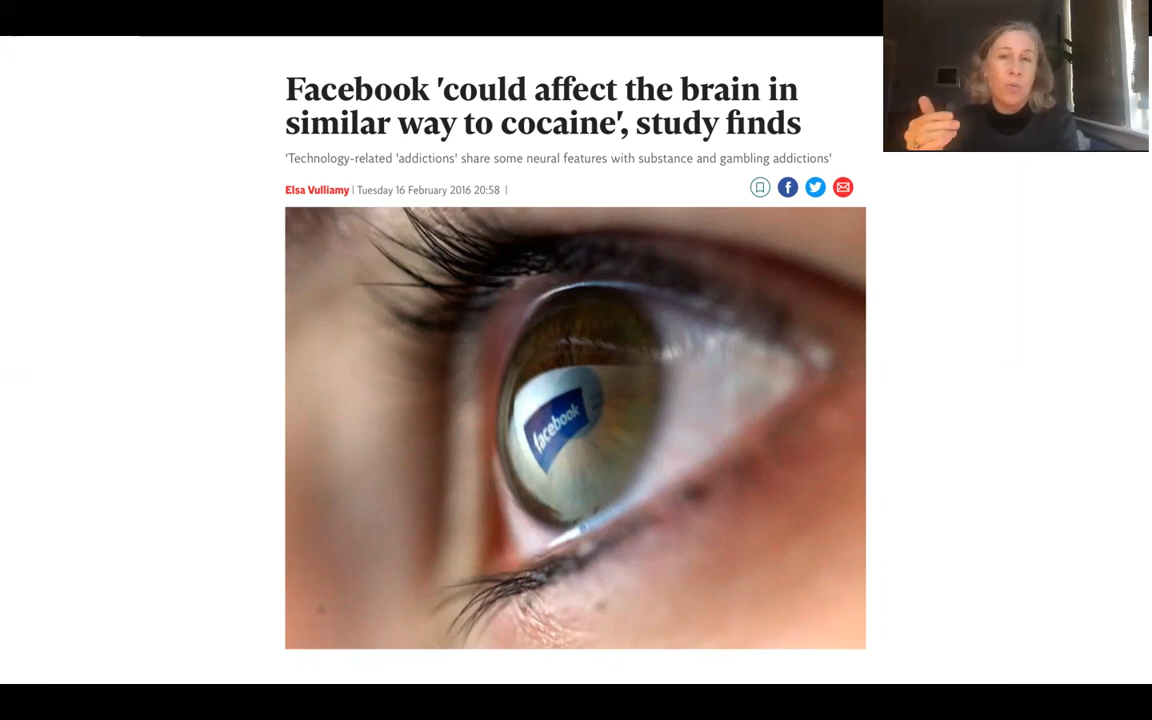 Facebook 'could affect the brain in
similar way to cocaine', study finds
'Technology-related 'addictions' share some neural features with substance and gambling addictions'
Elsa Vulliamy | Tuesday 16 February 2016 20:58 |
facebook